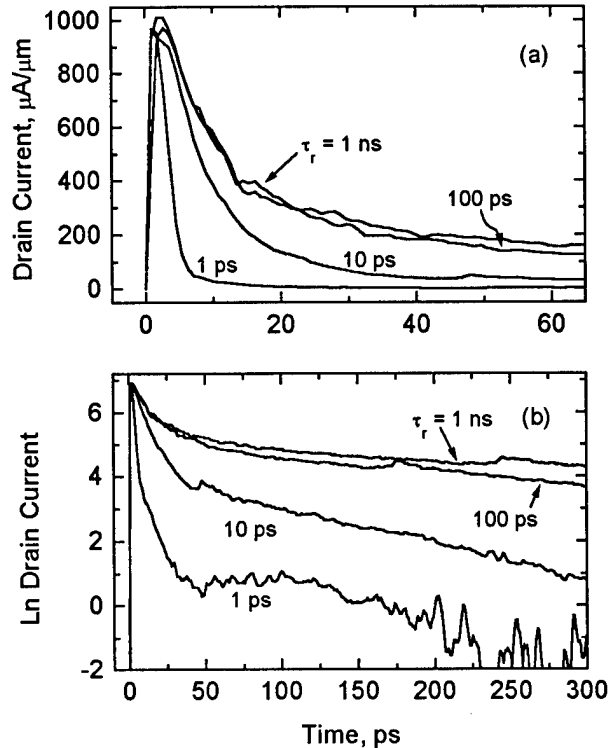 1000
800
600
400
200
0
Drain Current, μA/μm
(a)
τr = 1 ns
100 ps
10 ps
1 ps
0
20
40
60
6
4
2
0
-2
Ln Drain Current
(b)
τr = 1 ns
100 ps
10 ps
1 ps
0
50
100
150
200
250
300
Time, ps